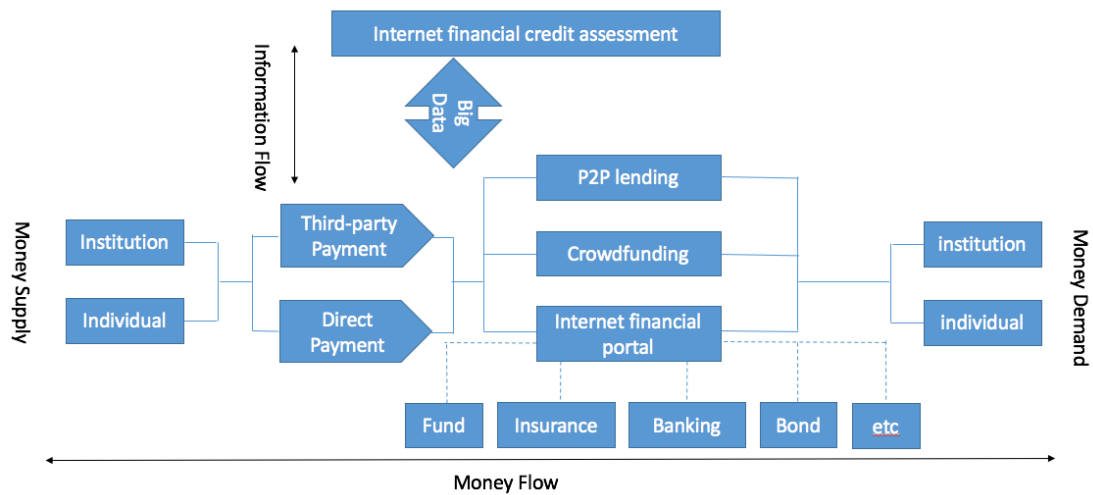 Internet financial credit assessment
Information Flow
Big
Data
P2P lending
Third-party
Payment
Money Supply
Institution
Crowdfunding
institution
Money Demand
Individual
Direct
Payment
Internet financial
portal
individual
Fund
Insurance
Banking
Bond
etc
Money Flow